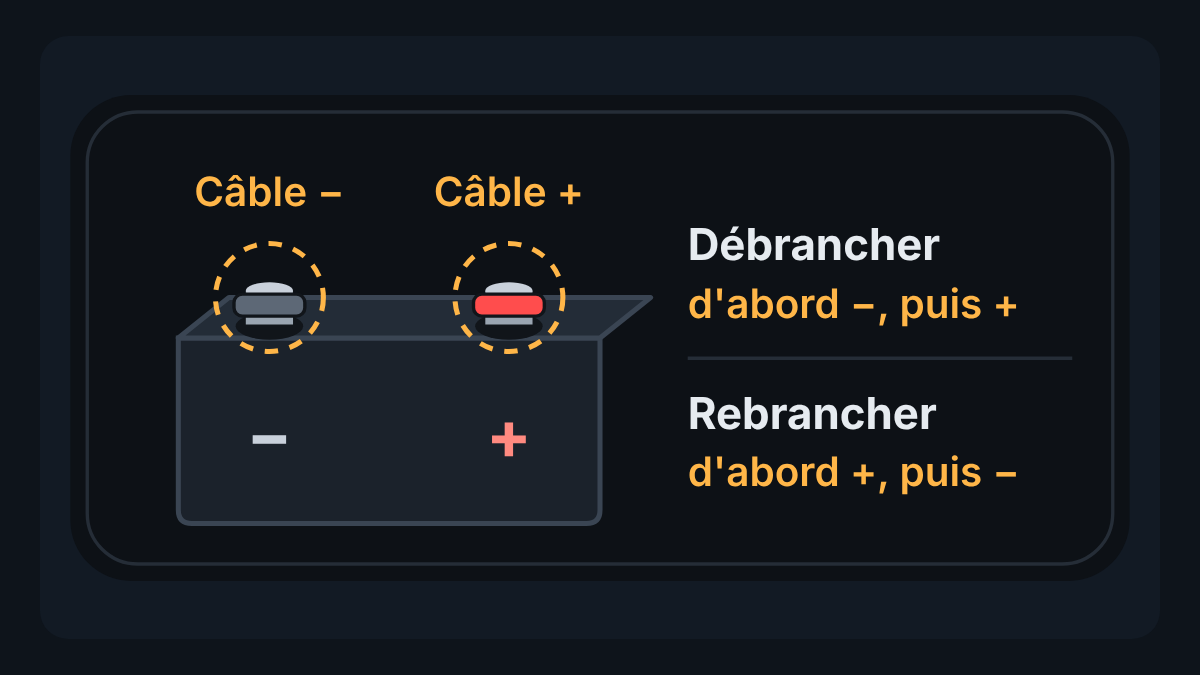 Câble − Câble +
− +
Débrancher
d'abord −, puis +
Rebrancher
d'abord +, puis −